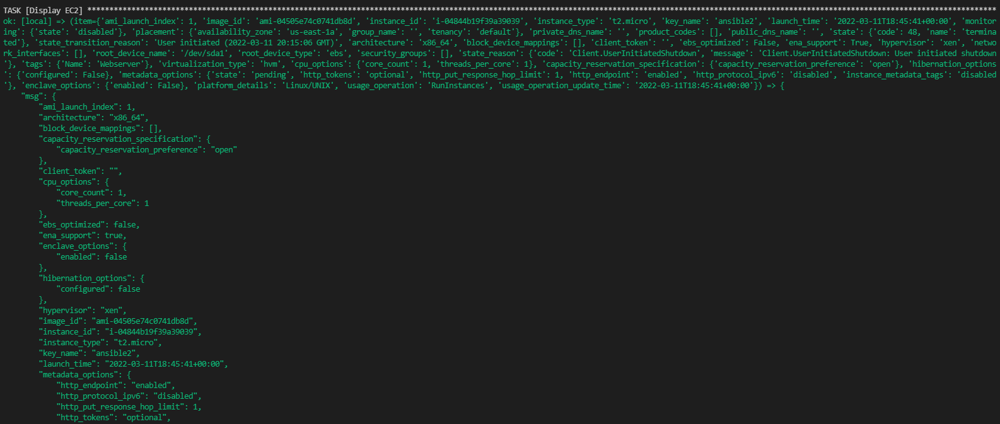 TASK [Display EC2] ****************************************************************************************************************************************************************************************************************
ok: [local] => (item={'ami_launch_index': 1, 'image_id': 'ami-04505e74c0741db8d', 'instance_id': 'i-04844b19f39a39039', 'instance_type': 't2.micro', 'key_name': 'ansible2', 'launch_time': '2022-03-11T18:45:41+00:00', 'monitor
ing': {'state': 'disabled'}, 'placement': {'availability_zone': 'us-east-1a', 'group_name': '', 'tenancy': 'default'}, 'private_dns_name': '', 'product_codes': [], 'public_dns_name': '', 'state': {'code': 48, 'name': 'termina
ted'}, 'state_transition_reason': 'User initiated (2022-03-11 20:15:06 GMT)', 'architecture': 'x86_64', 'block_device_mappings': [], 'client_token': '', 'ebs_optimized': False, 'ena_support': True, 'hypervisor': 'xen', 'netwo
rk_interfaces': [], 'root_device_name': '/dev/sda1', 'root_device_type': 'ebs', 'security_groups': [], 'state_reason': {'code': 'Client.UserInitiatedShutdown', 'message': 'Client.UserInitiatedShutdown: User initiated shutdown
'}, 'tags': {'Name': 'Webserver'}, 'virtualization_type': 'hvm', 'cpu_options': {'core_count': 1, 'threads_per_core': 1}, 'capacity_reservation_specification': {'capacity_reservation_preference': 'open'}, 'hibernation_options
': {'configured': False}, 'metadata_options': {'state': 'pending', 'http_tokens': 'optional', 'http_put_response_hop_limit': 1, 'http_endpoint': 'enabled', 'http_protocol_ipv6': 'disabled', 'instance_metadata_tags': 'disabled
'}, 'enclave_options': {'enabled': False}, 'platform_details': 'Linux/UNIX', 'usage_operation': 'RunInstances', 'usage_operation_update_time': '2022-03-11T18:45:41+00:00'}) => {
    "msg": {
        "ami_launch_index": 1,
        "architecture": "x86_64",
        "block_device_mappings": [],
        "capacity_reservation_specification": {
            "capacity_reservation_preference": "open"
        },
        "client_token": "",
        "cpu_options": {
            "core_count": 1,
            "threads_per_core": 1
        },
        "ebs_optimized": false,
        "ena_support": true,
        "enclave_options": {
            "enabled": false
        },
        "hibernation_options": {
            "configured": false
        },
        "hypervisor": "xen",
        "image_id": "ami-04505e74c0741db8d",
        "instance_id": "i-04844b19f39a39039",
        "instance_type": "t2.micro",
        "key_name": "ansible2",
        "launch_time": "2022-03-11T18:45:41+00:00",
        "metadata_options": {
            "http_endpoint": "enabled",
            "http_protocol_ipv6": "disabled",
            "http_put_response_hop_limit": 1,
            "http_tokens": "optional",